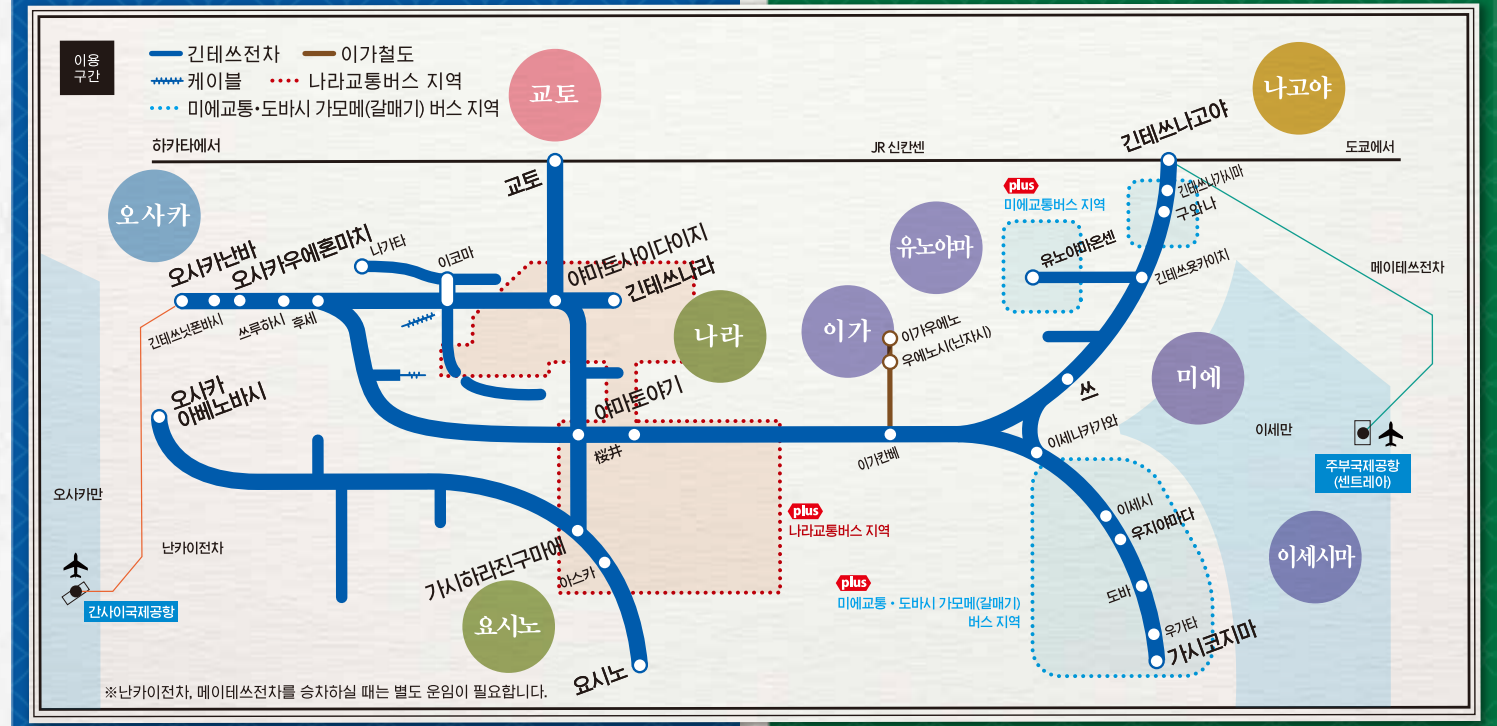 이용
구간
긴테쓰전차
이가철도
케이블
나라교통버스 지역
미에교통·도바시 가모메(갈매기) 버스 지역
교토
나고야
하카타에서
JR 신칸센
도쿄에서
긴테쓰나고야
교토
오사카
plus
미에교통버스 지역
긴테쓰나가시마
구와나
유노야마
유노야마온센
긴테쓰욧카이치
메이테쓰전차
오사카난바
오사카우에혼마치
나가타
이코마
야마토사이다이지
긴테쓰나라
긴테쓰닛폰바시
쓰루하시
후세
나라
이가
이가우에노
우에노시(닌자시)
미에
쓰
오사카
아베노바시
야마토야기
桜井
이가칸베
이세나카가와
이세만
주부국제공항
(센트레아)
오사카만
난카이전차
plus
나라교통버스 지역
이세시
우지야마다
이세시마
가시하라진구마에
아스카
plus
미에교통·도바시 가모메(갈매기)
버스 지역
도바
우가타
가시코지마
간사이국제공항
요시노
요시노
※난카이전차, 메이테쓰전차를 승차하실 때는 별도 운임이 필요합니다.